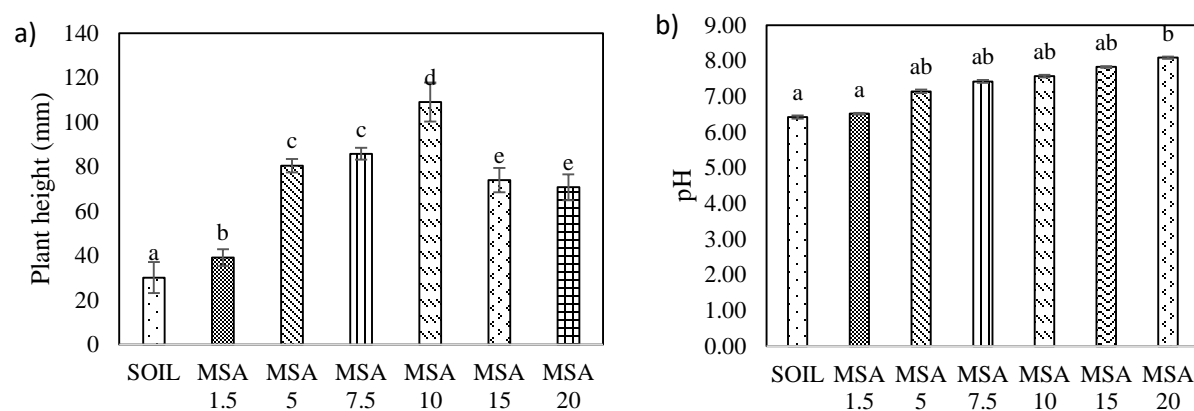 a)
Plant height (mm)
140
120
100
80
60
40
20
0
a
b
c
c
d
e
e
SOIL MSA MSA MSA MSA MSA MSA
1.5 5 7.5 10 15 20
b)
pH
9.00
8.00
7.00
6.00
5.00
4.00
3.00
2.00
1.00
0.00
a
a
ab
ab
ab
ab
b
SOIL MSA MSA MSA MSA MSA MSA
1.5 5 7.5 10 15 20